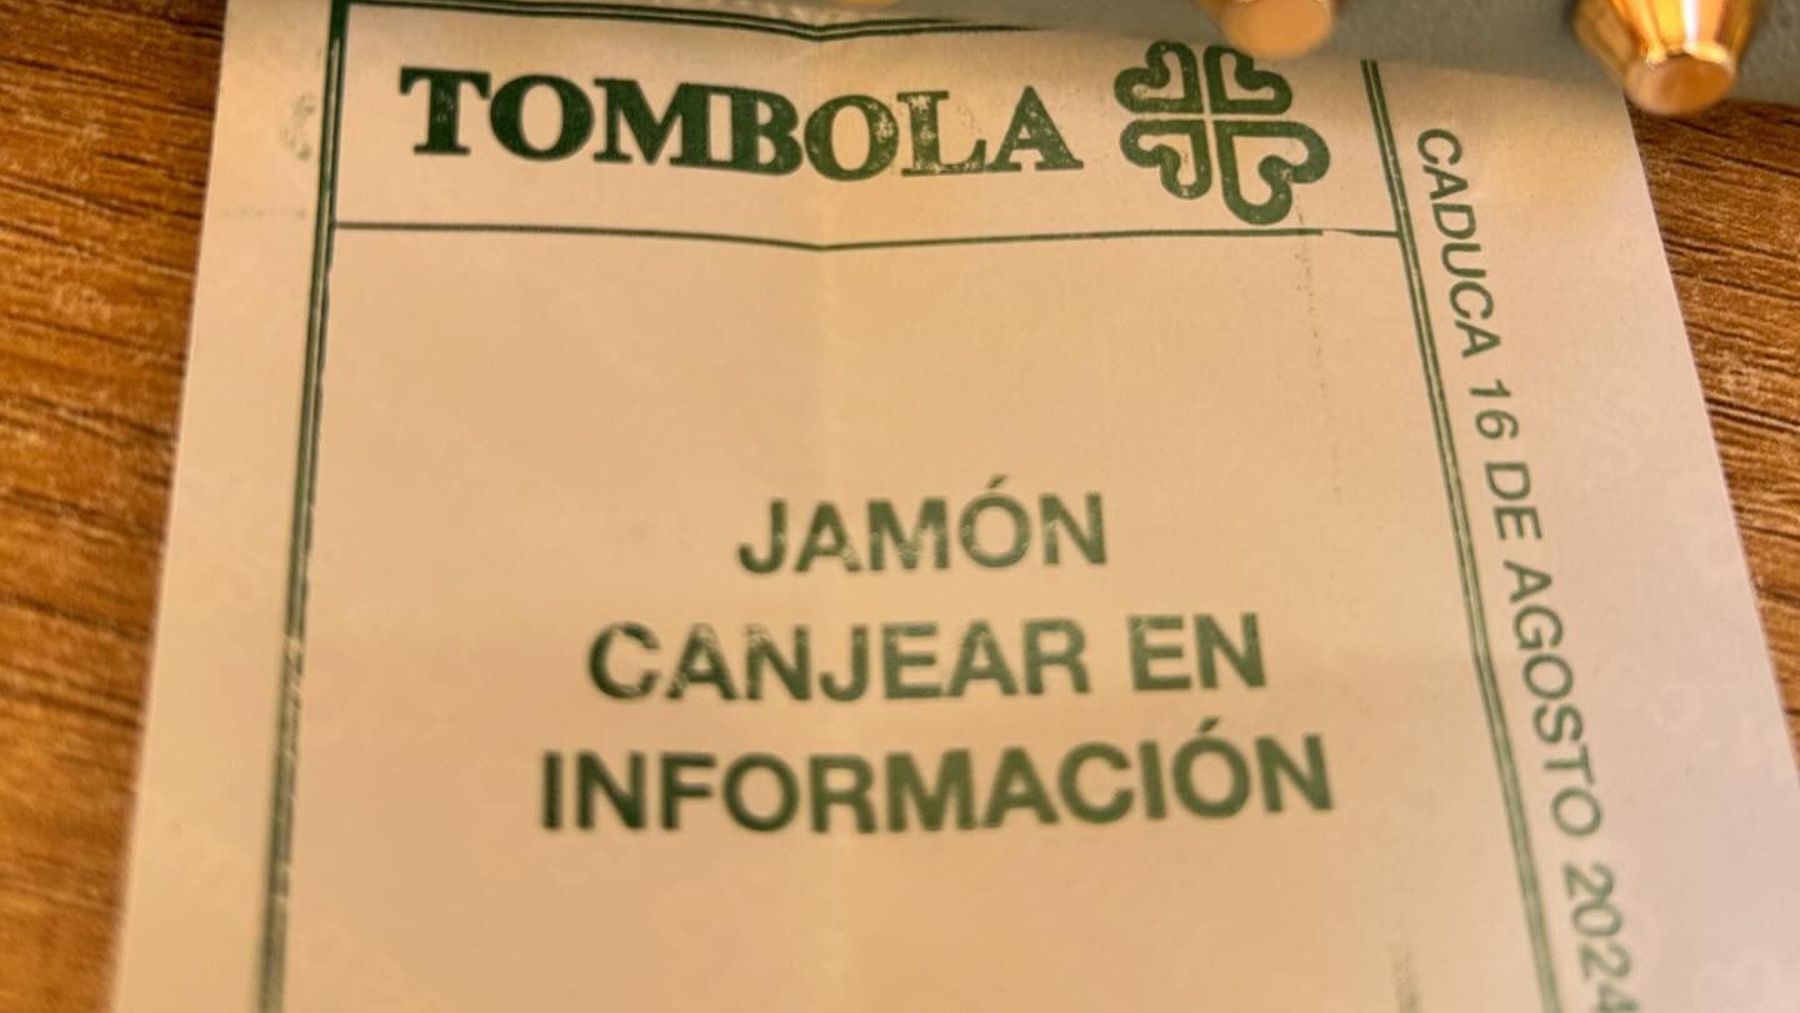 TOMBOLA
JAMÓN
CANJEAR EN
INFORMACIÓN
CADUCA 16 DE AGOSTO 2024